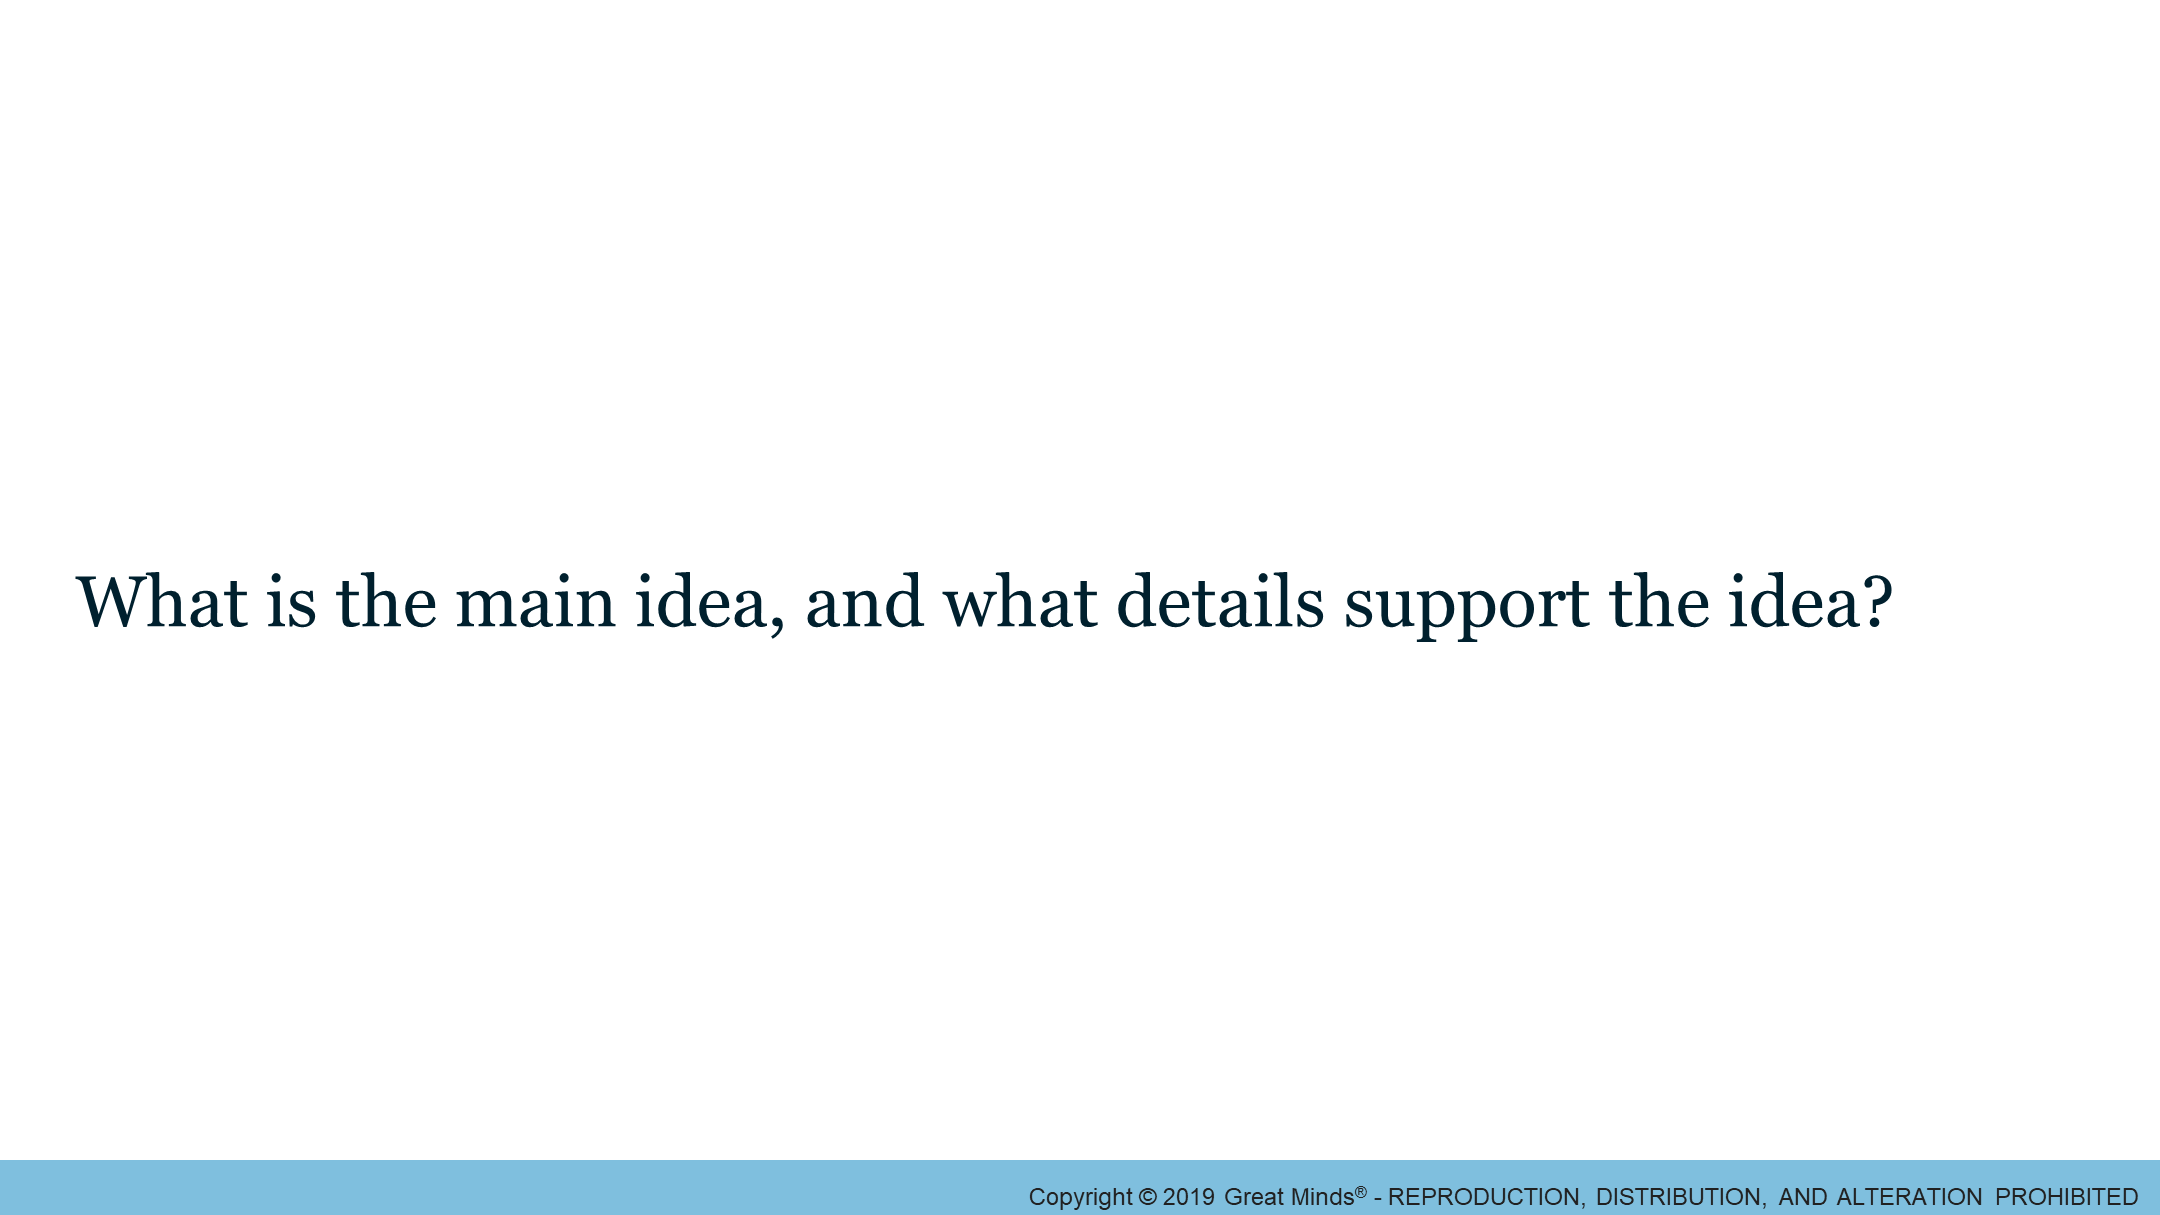 What is the main idea, and what details support the idea?
Copyright © 2019 Great Minds® - REPRODUCTION, DISTRIBUTION, AND ALTERATION PROHIBITED